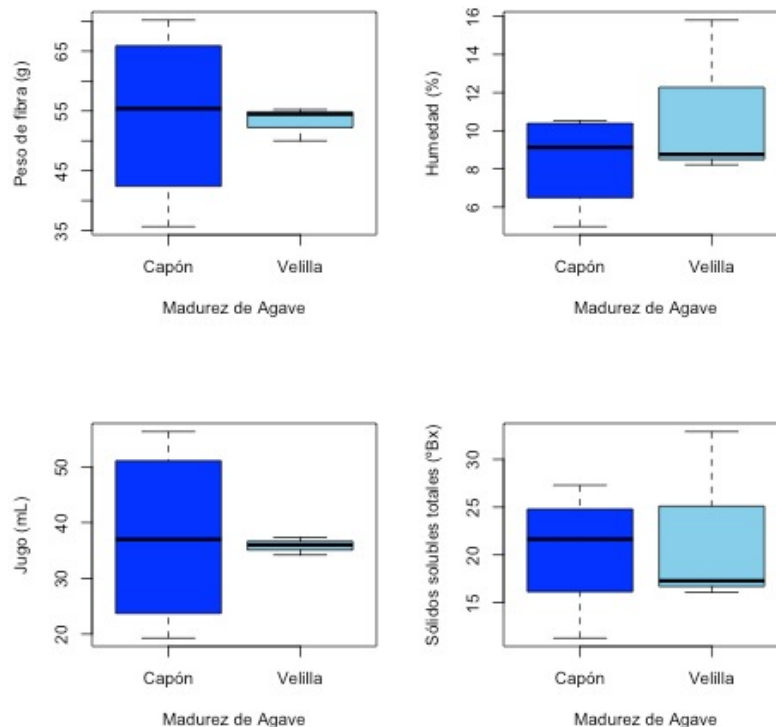 Peso de fibra (g)
65
55
45
35
Capón Velilla
Madurez de Agave
Humedad (%)
16
14
12
10
8
6
Capón Velilla
Madurez de Agave
Jugo (mL)
50
40
30
20
Capón Velilla
Madurez de Agave
Sólidos solubles totales (°Bx)
30
25
20
15
Capón Velilla
Madurez de Agave